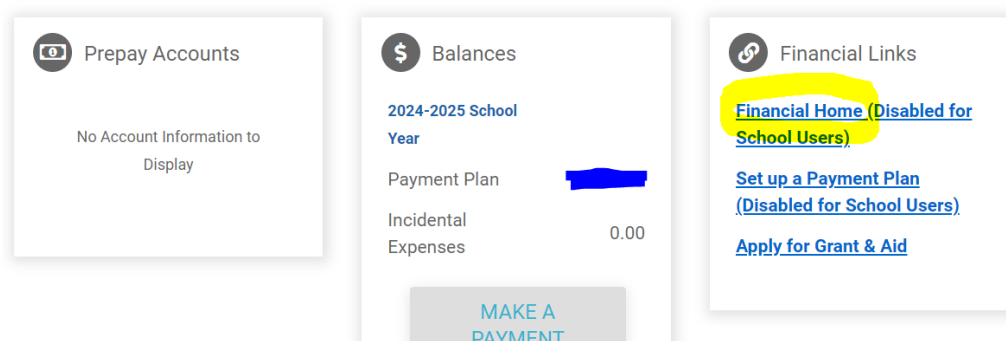 Prepay Accounts
No Account Information to
Display
Balances
2024-2025 School
Year
Payment Plan
Incidental
Expenses
0.00
MAKE A
PAYMENT
Financial Links
Financial Home (Disabled for
School Users)
Set up a Payment Plan
(Disabled for School Users)
Apply for Grant & Aid